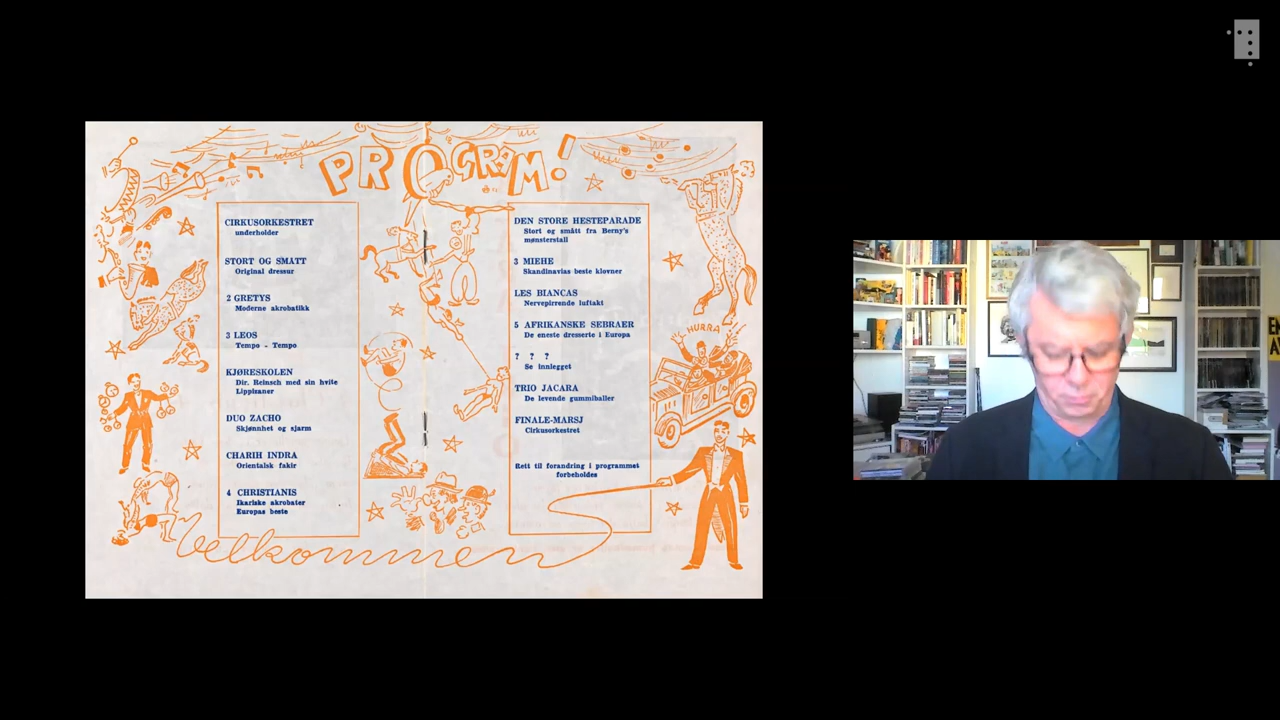 PROGRAM!
CIRKUSORKESTRET
underholder
STORT OG SMATT
Original dressur
2 GRETYS
Moderne akrobatikk
3 LEOS
Tempo - Tempo
KJØRESKOLEN
Dir. Reinsch med sin hvite
Lippisaner
DUO ZACHO
Skjønnhet og sjarm
CHARIH INDRA
Orientalsk fakir
4 CHRISTIANIS
Ikariske akrobater
Europas beste
DEN STORE HESTEPARADE
Stort og smått fra Berny's
mønsterstall
3 MIEHE
Skandinavias beste klovner
LES BIANCAS
Nervepirrende luftakt
5 AFRIKANSKE SEBRAER
De eneste dresserte i Europa
? ? ?
Se innlegget
TRIO JACARA
De levende gummiballer
FINALE-MARSJ
Cirkusorkestret
Rett til forandring i programmet
forbeholdes
HURRA
Velkommen